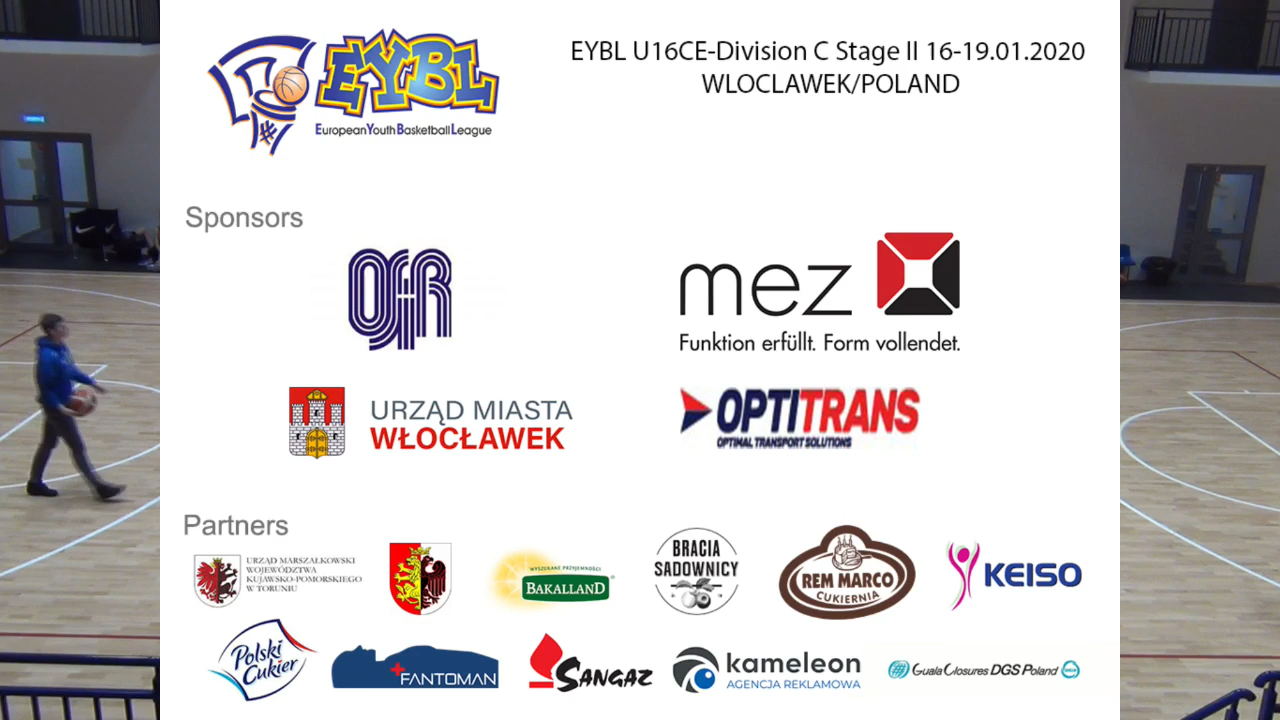 EYBL
EuropeanYouthBasketballLeague
EYBL U16CE-Division C Stage II 16-19.01.2020
WLOCLAWEK/POLAND
Sponsors
mez
Funktion erfüllt. Form vollendet.
URZĄD MIASTA
WŁOCŁAWEK
OPTITRANS
OPTIMAL TRANSPORT SOLUTIONS
Partners
URZĄD MARSZAŁKOWSKI
WOJEWÓDZTWA
KUJAWSKO-POMORSKIEGO
W TORUNIU
WYSZUKANE PRZYJEMNOŚCI
BAKALLAND®
BRACIA
SADOWNICY
REM MARCO
CUKIERNIA
KEISO
Polski
Cukier
FANTOMAN
SANGAZ
kameleon
AGENCJA REKLAMOWA
Guala Closures DGS Poland